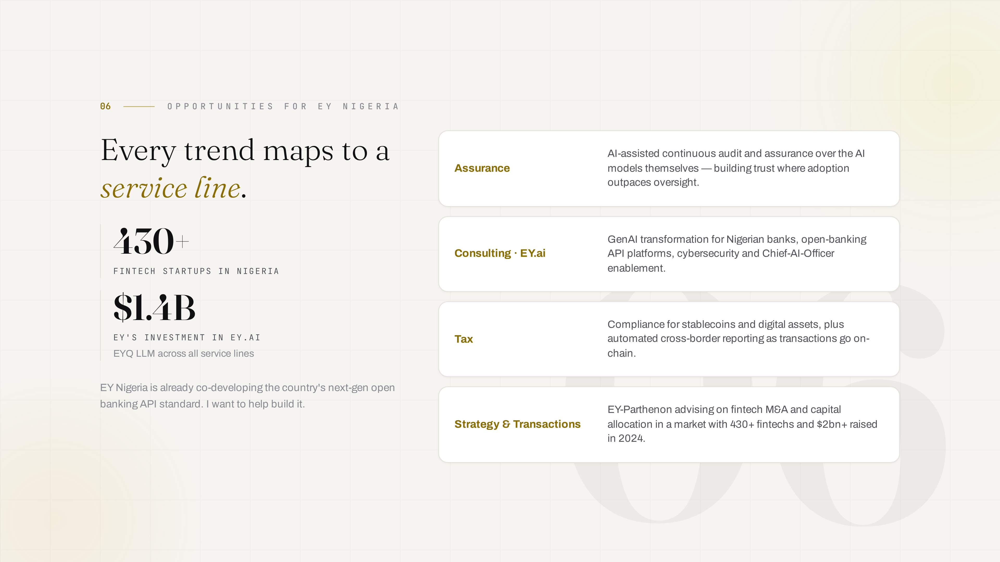 06 OPPORTUNITIES FOR EY NIGERIA
Every trend maps to a
service line.
430+
FINTECH STARTUPS IN NIGERIA
$1.4B
EY'S INVESTMENT IN EY.AI
EYQ LLM across all service lines
EY Nigeria is already co-developing the country's next-gen open
banking API standard. I want to help build it.
Assurance
AI-assisted continuous audit and assurance over the AI
models themselves — building trust where adoption
outpaces oversight.
Consulting · EY.ai
GenAI transformation for Nigerian banks, open-banking
API platforms, cybersecurity and Chief-AI-Officer
enablement.
Tax
Compliance for stablecoins and digital assets, plus
automated cross-border reporting as transactions go on-
chain.
Strategy & Transactions
EY-Parthenon advising on fintech M&A and capital
allocation in a market with 430+ fintechs and $2bn+ raised
in 2024.
06